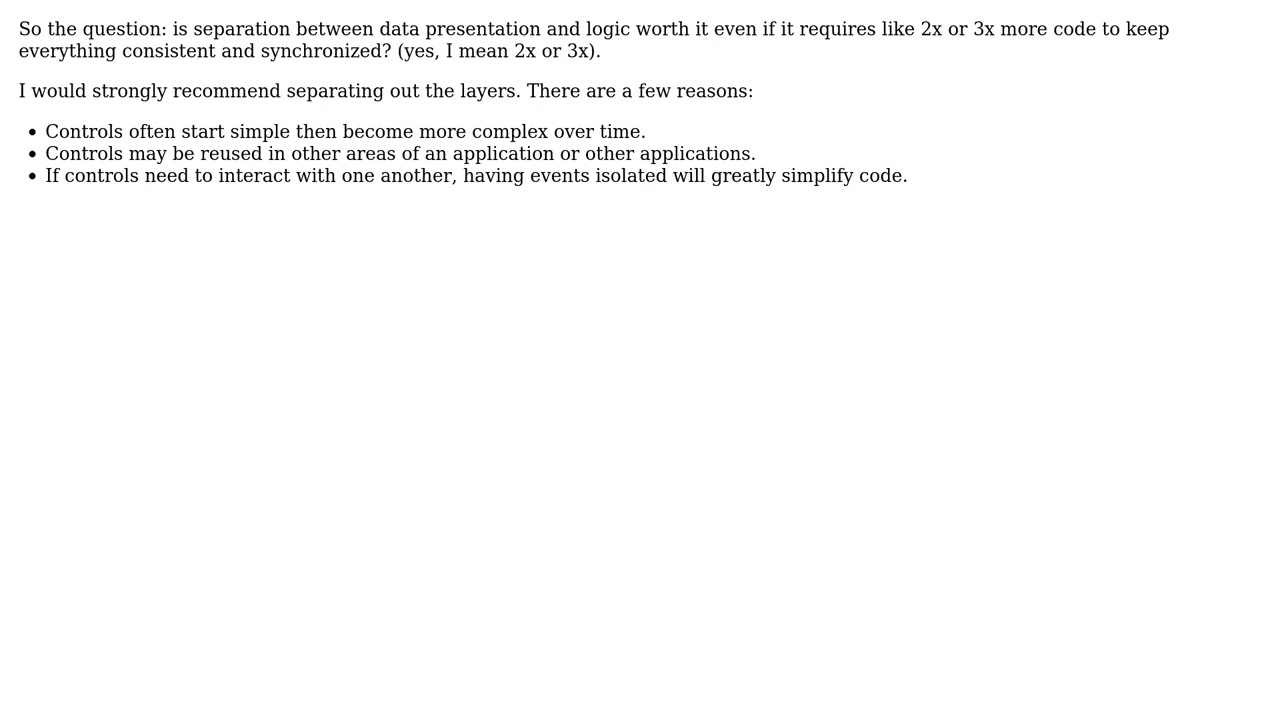 So the question: is separation between data presentation and logic worth it even if it requires like 2x or 3x more code to keep
everything consistent and synchronized? (yes, I mean 2x or 3x).
I would strongly recommend separating out the layers. There are a few reasons:
• Controls often start simple then become more complex over time.
• Controls may be reused in other areas of an application or other applications.
• If controls need to interact with one another, having events isolated will greatly simplify code.